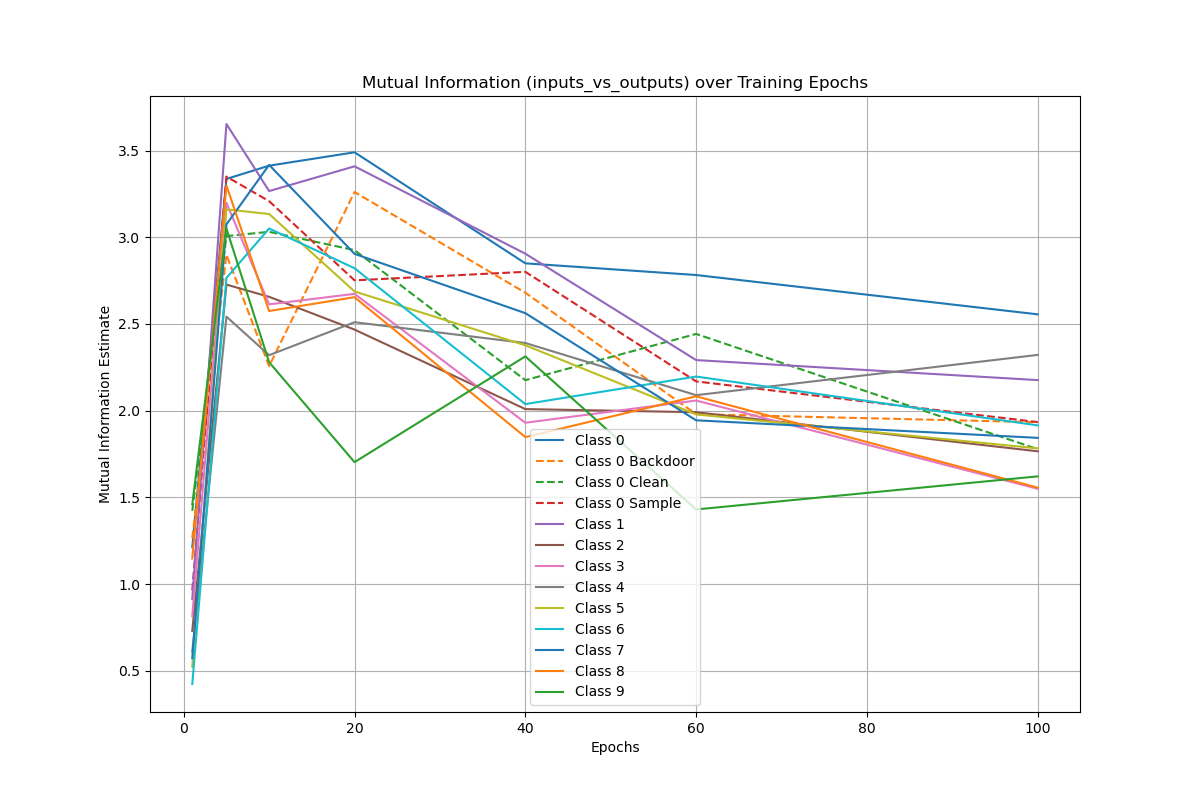 Mutual Information (inputs_vs_outputs) over Training Epochs
Mutual Information Estimate
3.5
3.0
2.5
2.0
1.5
1.0
0.5
Class 0
Class 0 Backdoor
Class 0 Clean
Class 0 Sample
Class 1
Class 2
Class 3
Class 4
Class 5
Class 6
Class 7
Class 8
Class 9
0 20 40 60 80 100
Epochs